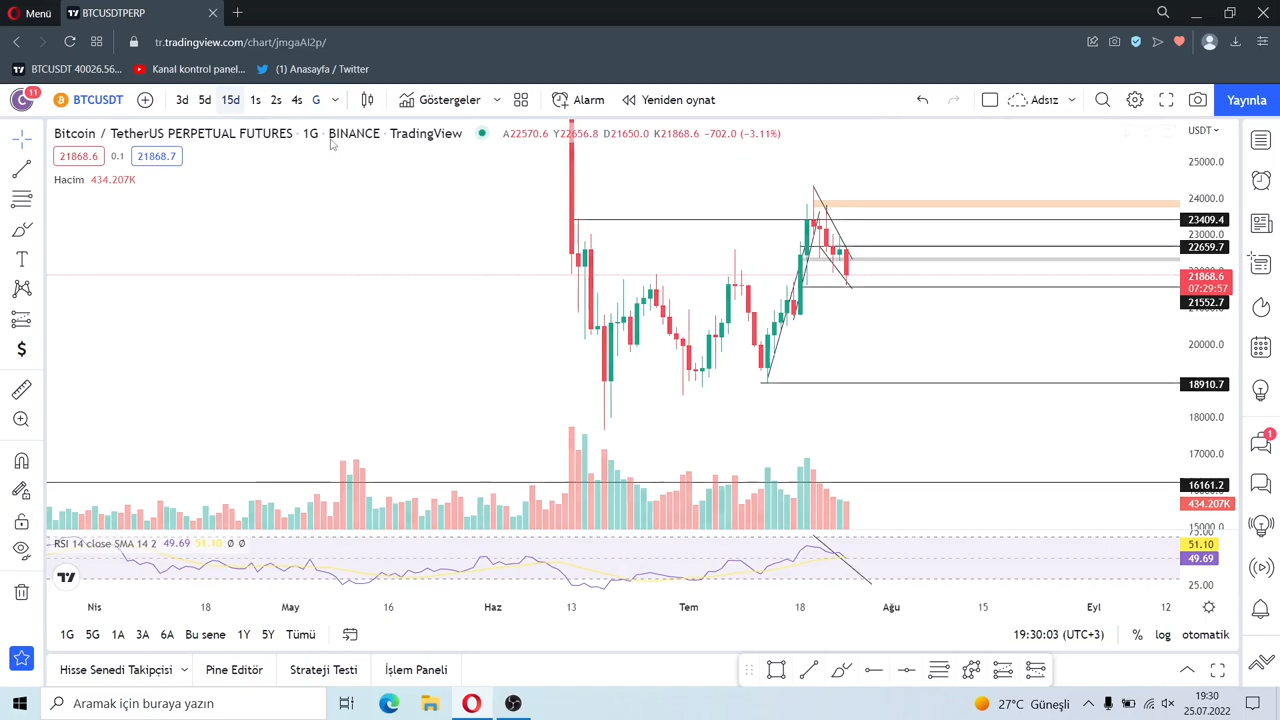 Menü
BTCUSDTPERP
tr.tradingview.com/chart/jmgaAl2p/
BTCUSDT 40026.56... Kanal kontrol panel... (1) Anasayfa / Twitter
11 BTCUSDT 3d 5d 15d 1s 2s 4s G Göstergeler Alarm Yeniden oynat Adsız Yayınla
Bitcoin / TetherUS PERPETUAL FUTURES · 1G · BINANCE · TradingView A22570.6 Y22656.8 D21650.0 K21868.6 −702.0 (−3.11%) USDT
21868.6 0.1 21868.7
Hacim 434.207K
25000.0
24000.0
23409.4
23000.0
22659.7
21868.6
07:29:57
21552.7
20000.0
18910.7
18000.0
17000.0
16161.2
434.207K
15000.0
75.00
RSI 14 close SMA 14 2 49.69 51.10 Ø Ø
51.10
49.69
25.00
Nis 18 May 16 Haz 13 Tem 18 Ağu 15 Eyl 12
1G 5G 1A 3A 6A Bu sene 1Y 5Y Tümü 19:30:03 (UTC+3) % log otomatik
Hisse Senedi Takipçisi Pine Editör Strateji Testi İşlem Paneli
Aramak için buraya yazın 27°C Güneşli 19:30
25.07.2022
1